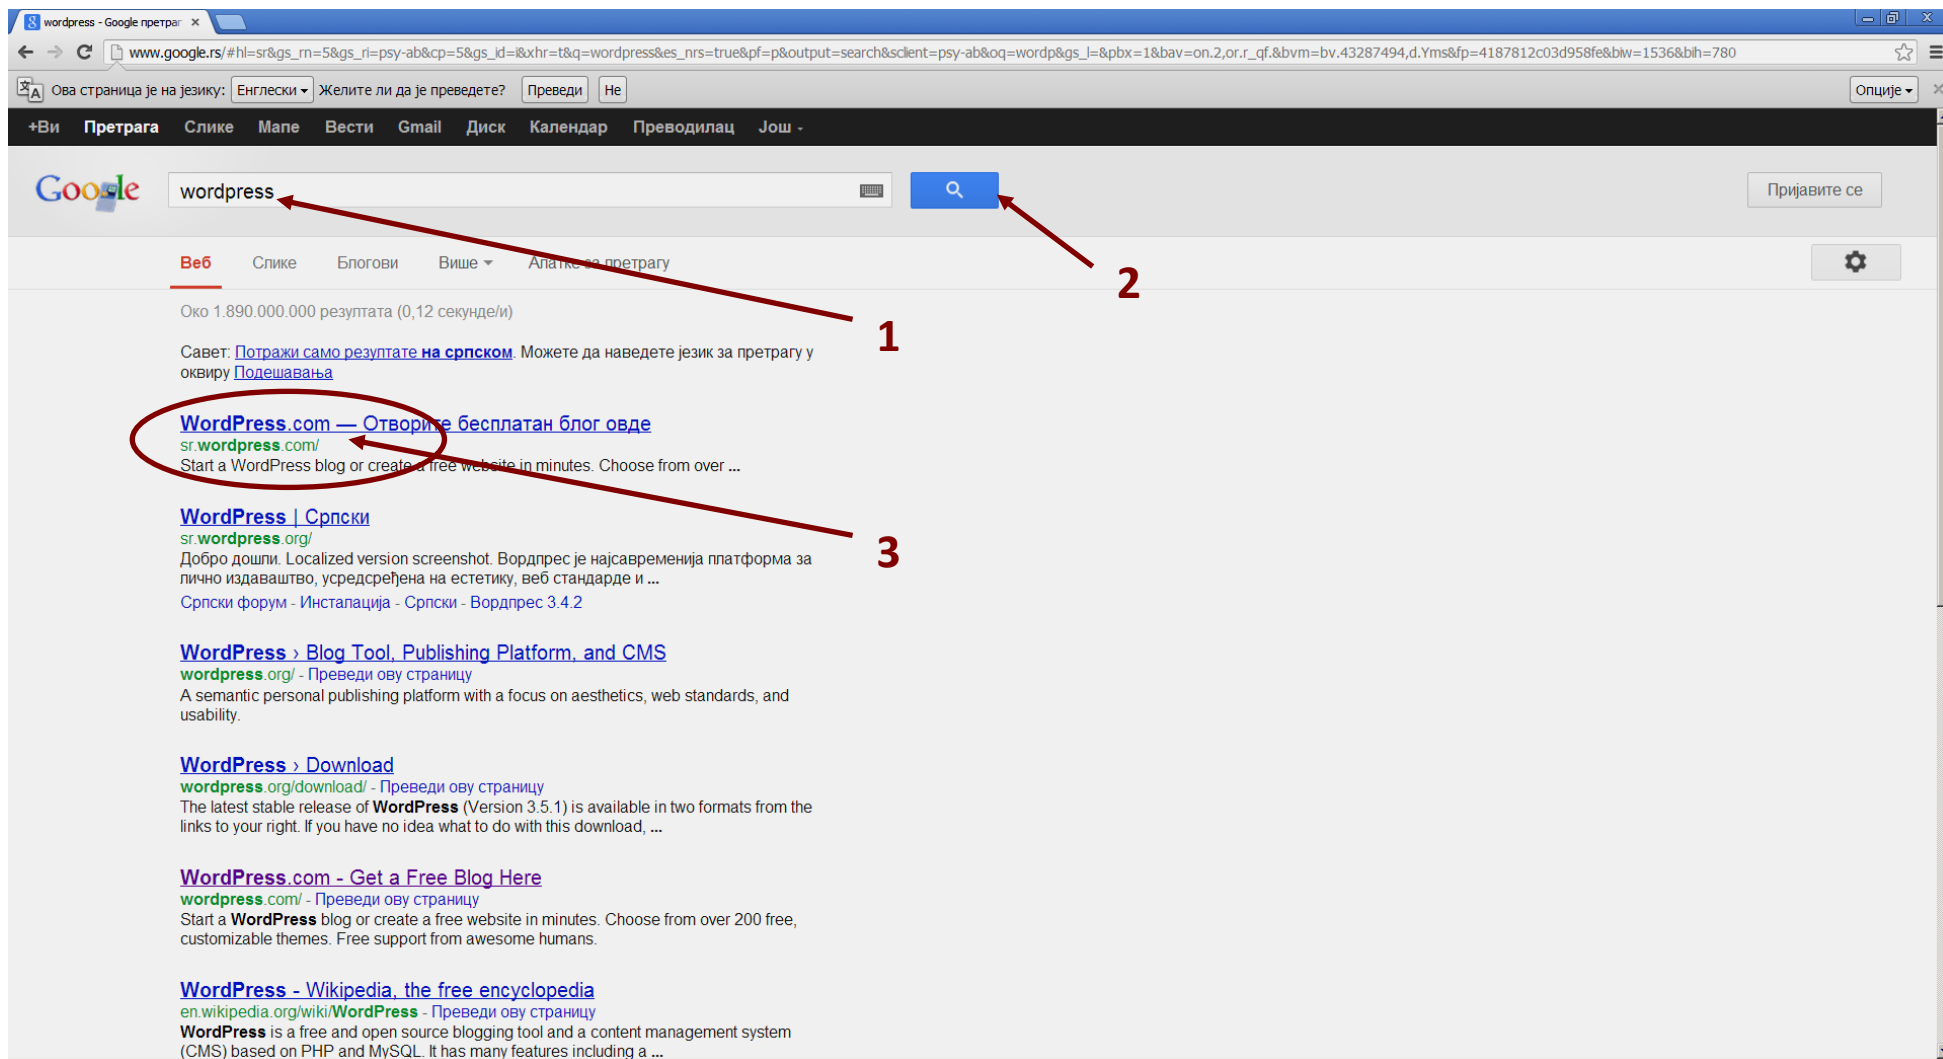 wordpress - Google претраг
www.google.rs/#hl=sr&gs_rn=5&gs_ri=psy-ab&cp=5&gs_id=i&xhr=t&q=wordpress&es_nrs=true&pf=p&output=search&sclient=psy-ab&oq=wordp&gs_l=&pbx=1&bav=on.2,or.r_qf.&bvm=bv.43287494,d.Yms&fp=4187812c03d958fe&biw=1536&bih=780
Ова страница је на језику: Енглески Желите ли да је преведете? Преведи Не Опције
+Ви Претрага Слике Мапе Вести Gmail Диск Календар Преводилац Још
Google wordpress Пријавите се
2
Веб Слике Блогови Више Алатке за претрагу
Око 1.890.000.000 резултата (0,12 секунде/и)
1
Савет: Потражи само резултате на српском. Можете да наведете језик за претрагу у
оквиру Подешавања
WordPress.com — Отворите бесплатан блог овде
sr.wordpress.com/
Start a WordPress blog or create a free website in minutes. Choose from over ...
WordPress | Српски
sr.wordpress.org/
3
Добро дошли. Localized version screenshot. Вордпрес је најсавременија платформа за
лично издаваштво, усредсређена на естетику, веб стандарде и ...
Српски форум - Инсталација - Српски - Вордпрес 3.4.2
WordPress › Blog Tool, Publishing Platform, and CMS
wordpress.org/ - Преведи ову страницу
A semantic personal publishing platform with a focus on aesthetics, web standards, and
usability.
WordPress › Download
wordpress.org/download/ - Преведи ову страницу
The latest stable release of WordPress (Version 3.5.1) is available in two formats from the
links to your right. If you have no idea what to do with this download, ...
WordPress.com - Get a Free Blog Here
wordpress.com/ - Преведи ову страницу
Start a WordPress blog or create a free website in minutes. Choose from over 200 free,
customizable themes. Free support from awesome humans.
WordPress - Wikipedia, the free encyclopedia
en.wikipedia.org/wiki/WordPress - Преведи ову страницу
WordPress is a free and open source blogging tool and a content management system
(CMS) based on PHP and MySQL. It has many features including a ...